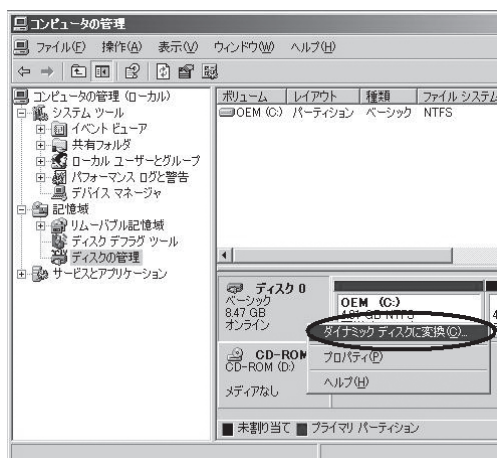 コンピュータの管理
ファイル(F) 操作(A) 表示(V) ウィンドウ(W) ヘルプ(H)
コンピュータの管理 (ローカル)
システム ツール
イベント ビューア
共有フォルダ
ローカル ユーザーとグループ
パフォーマンス ログと警告
デバイス マネージャ
記憶域
リムーバブル記憶域
ディスク デフラグ ツール
ディスクの管理
サービスとアプリケーション
ボリューム レイアウト 種類 ファイル システム
OEM (C:) パーティション ベーシック NTFS
ディスク 0
ベーシック
8.47 GB
オンライン
OEM (C:)
GB NTFS
ダイナミック ディスクに変換(C)...
プロパティ(P)
ヘルプ(H)
CD-ROM
CD-ROM (D:)
メディアなし
未割り当て プライマリ パーティション